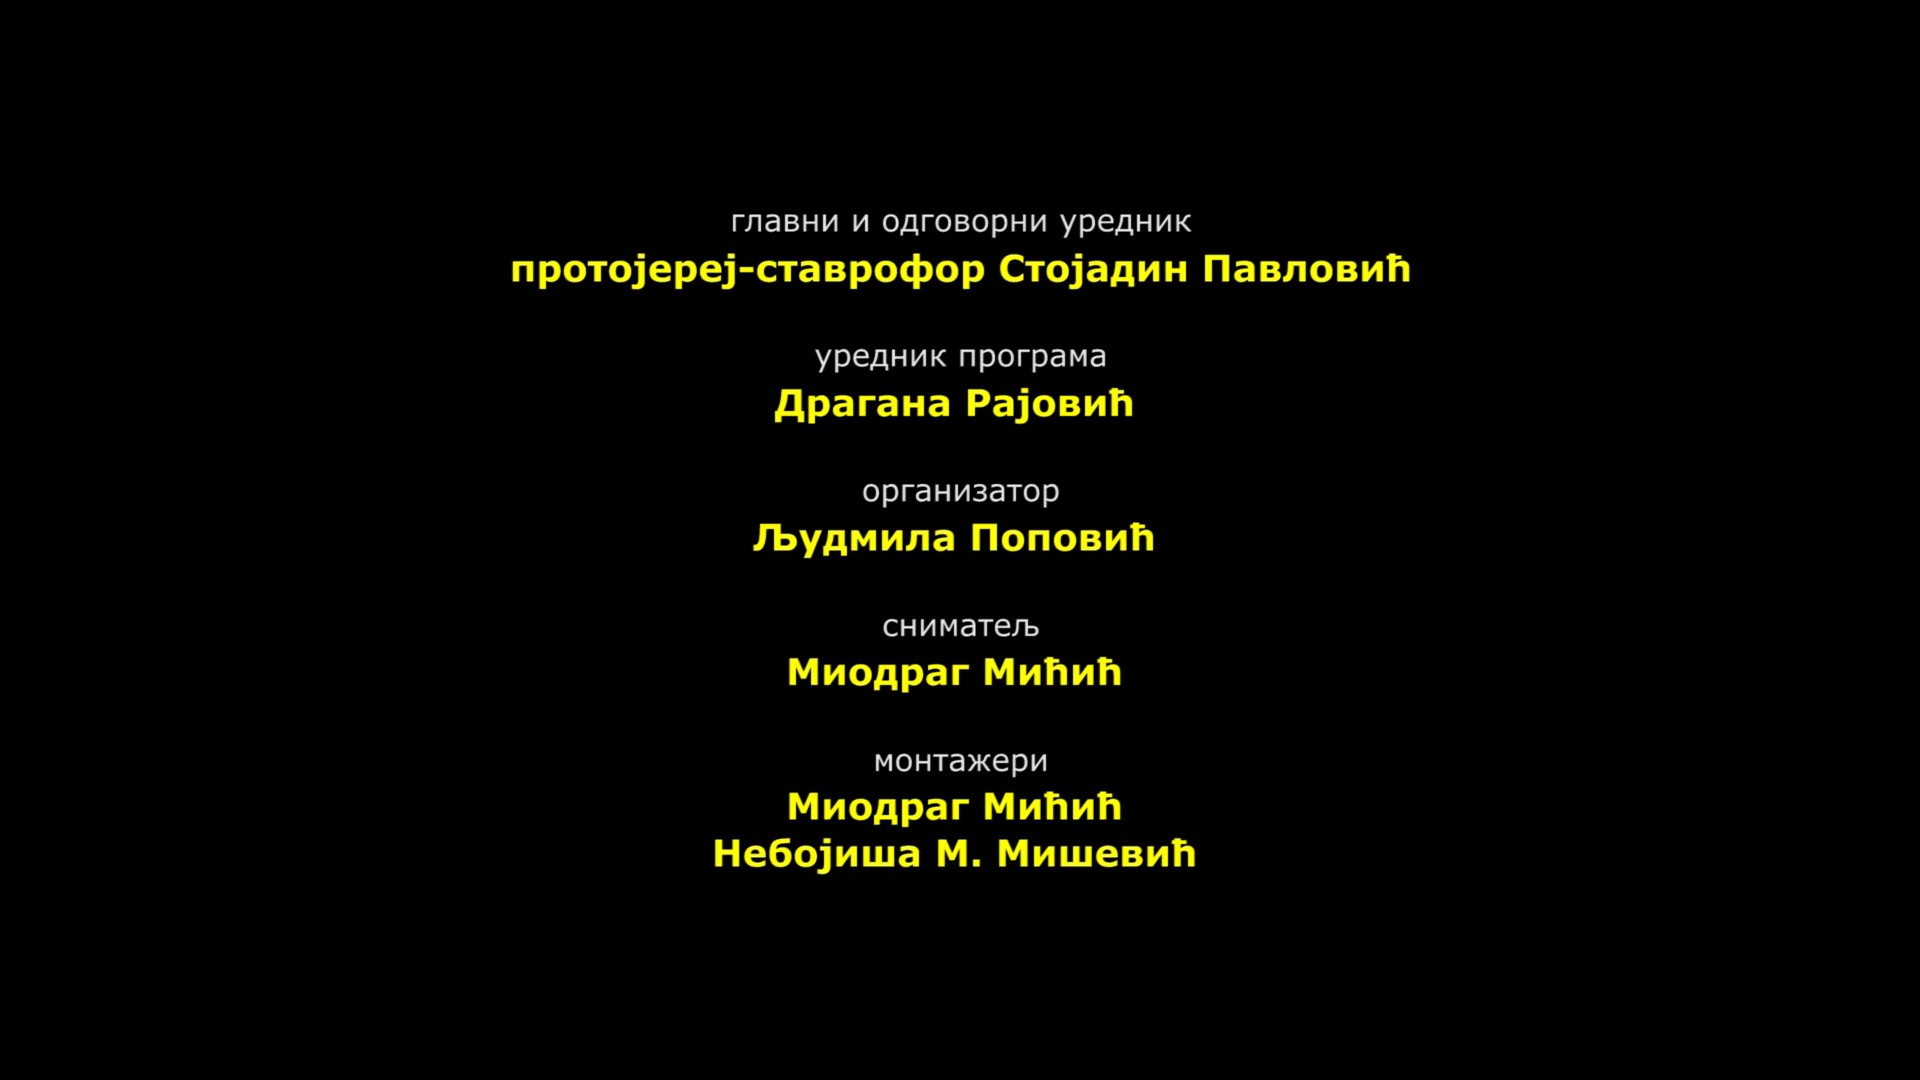 главни и одговорни уредник
протојереј-ставрофор Стојадин Павловић
уредник програма
Драгана Рајовић
организатор
Људмила Поповић
сниматељ
Миодраг Мићић
монтажери
Миодраг Мићић
Небојиша М. Мишевић